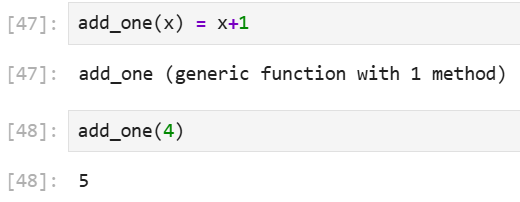 [47]: add_one(x) = x+1
[47]: add_one (generic function with 1 method)
[48]: add_one(4)
[48]: 5